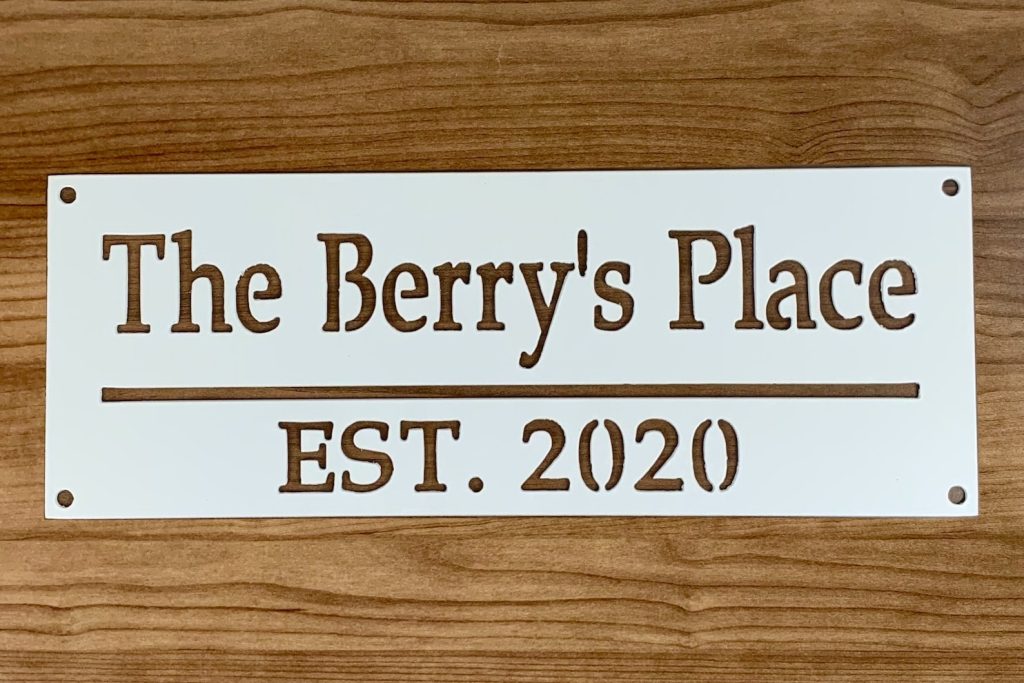 The Berry's Place
EST. 2020